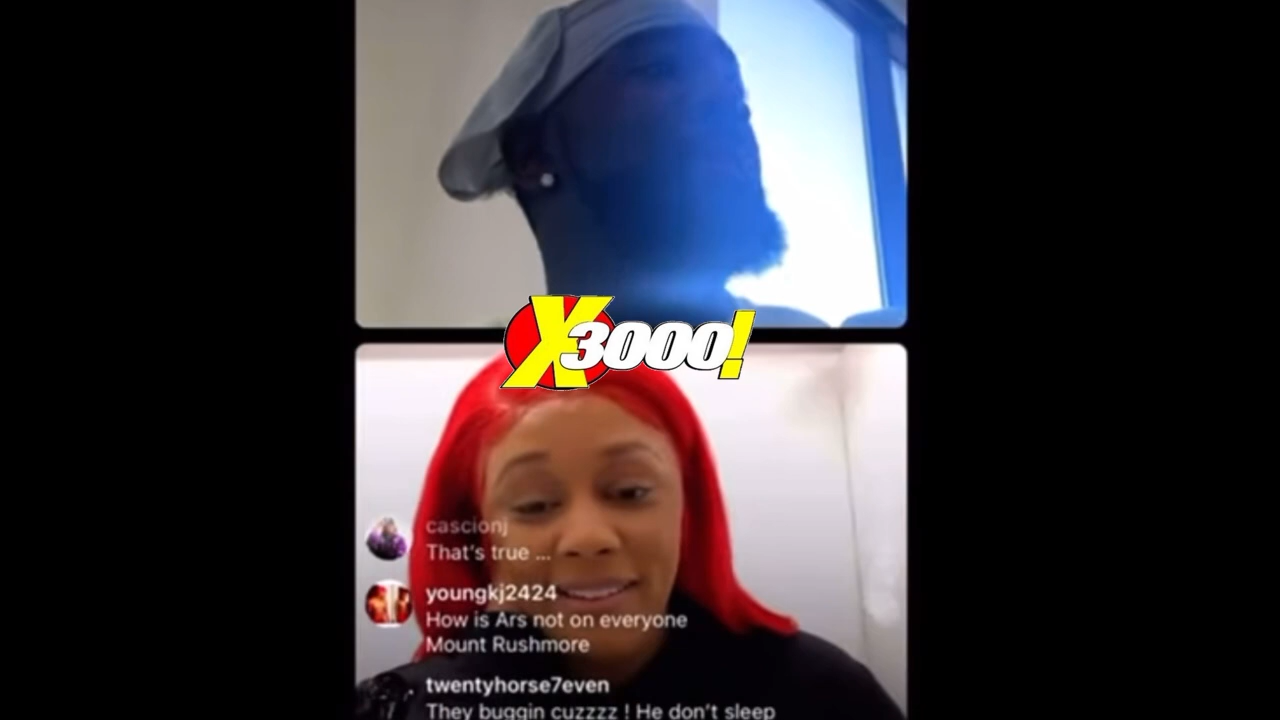 X3000!
cascionj
That's true ...
youngkj2424
How is Ars not on everyone
Mount Rushmore
twentyhorse7even
They buggin cuzzzz ! He don't sleep